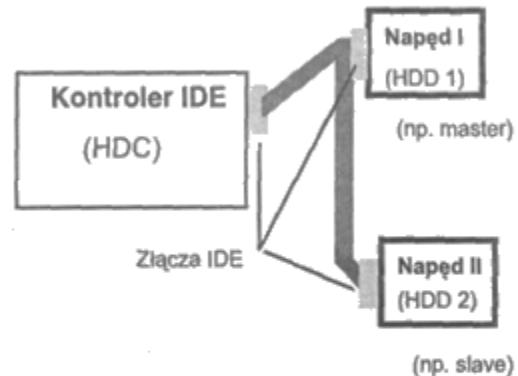 Napęd I
(HDD 1)
(np. master)
Kontroler IDE
(HDC)
Złącza IDE
Napęd II
(HDD 2)
(np. slave)